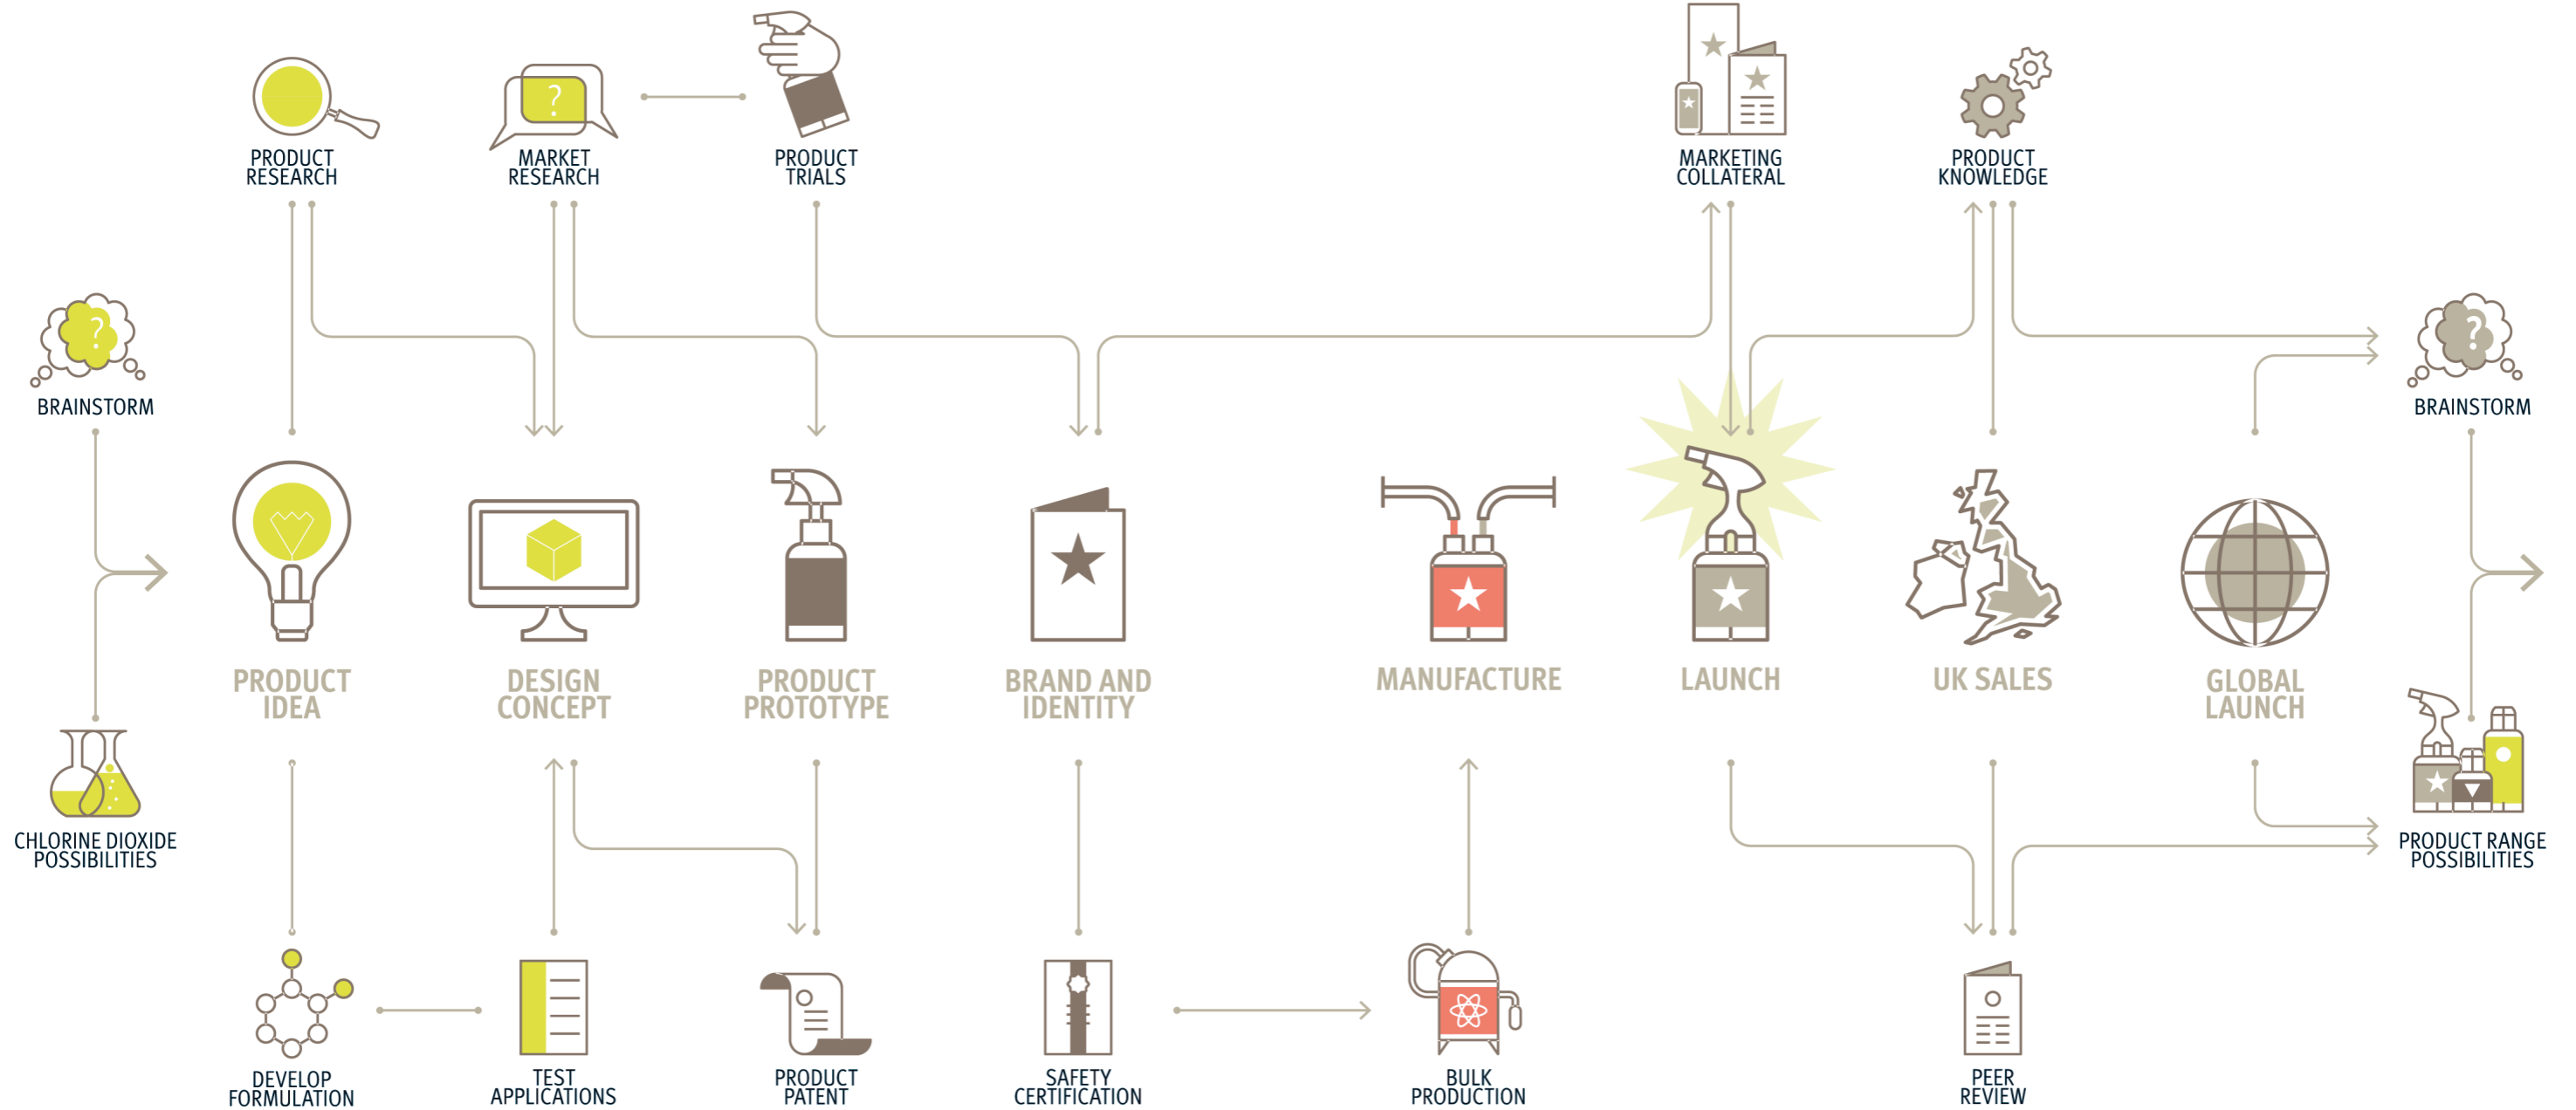 PRODUCT
RESEARCH
MARKET
RESEARCH
PRODUCT
TRIALS
MARKETING
COLLATERAL
PRODUCT
KNOWLEDGE
BRAINSTORM
BRAINSTORM
PRODUCT
IDEA
DESIGN
CONCEPT
PRODUCT
PROTOTYPE
BRAND AND
IDENTITY
MANUFACTURE
LAUNCH
UK SALES
GLOBAL
LAUNCH
CHLORINE DIOXIDE
POSSIBILITIES
PRODUCT RANGE
POSSIBILITIES
DEVELOP
FORMULATION
TEST
APPLICATIONS
PRODUCT
PATENT
SAFETY
CERTIFICATION
BULK
PRODUCTION
PEER
REVIEW